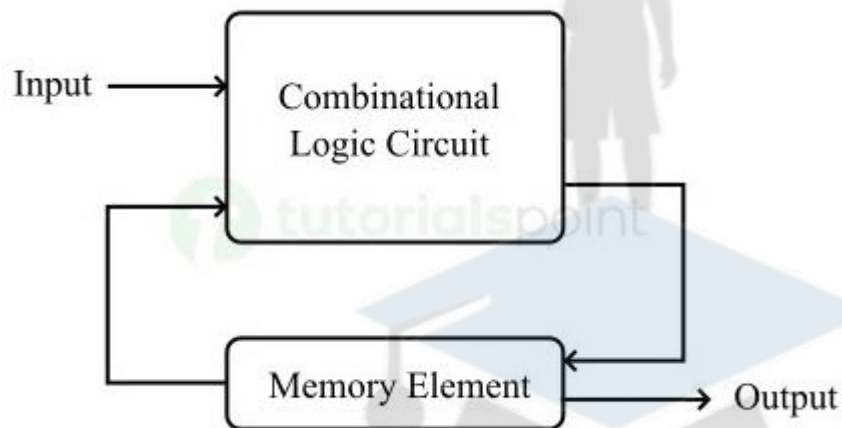 Input
Combinational
Logic Circuit
tutorialspoint
Memory Element
Output